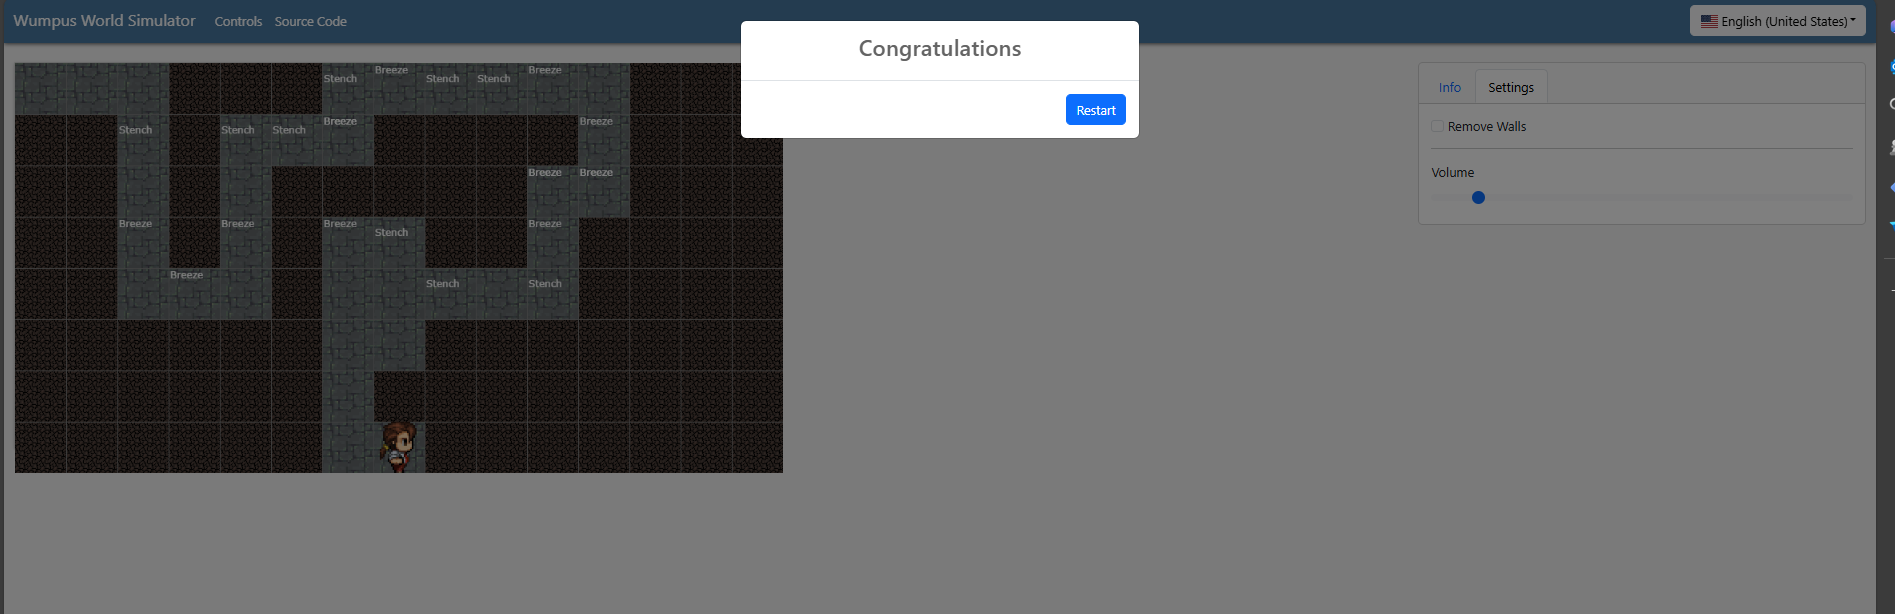 Wumpus World Simulator Controls Source Code English (United States)
Congratulations
Restart
Info Settings
Remove Walls
Volume
Stench Breeze Stench Stench Breeze
Stench Stench Stench Breeze Breeze
Breeze Breeze
Breeze Breeze Breeze Stench Breeze
Breeze Stench Stench